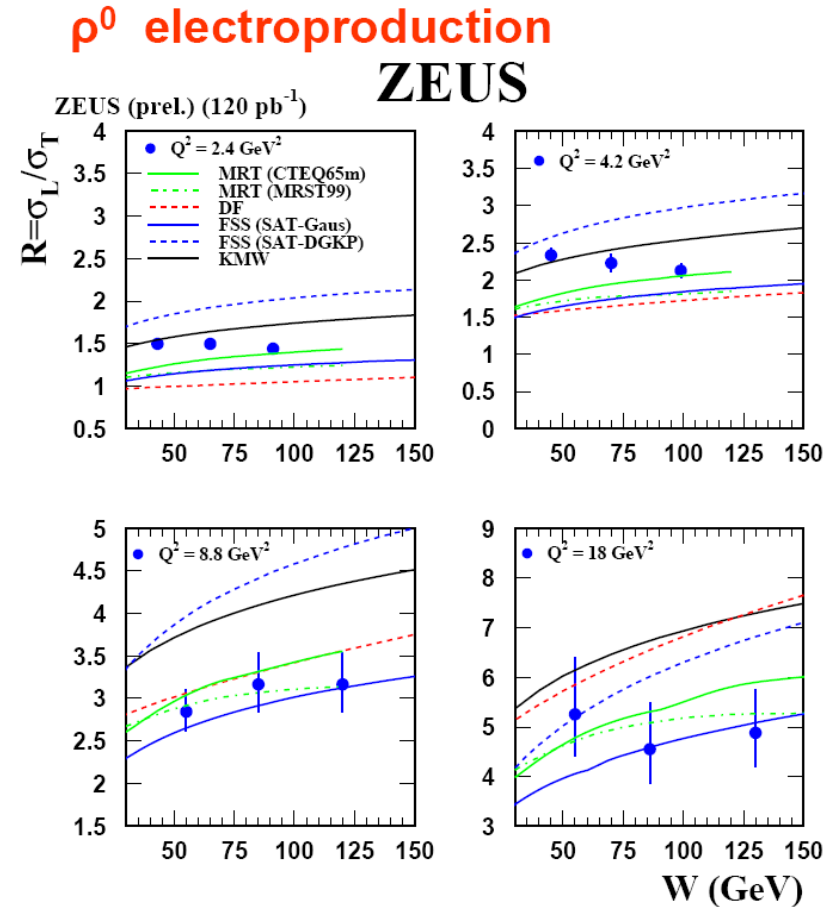 ρ⁰ electroproduction
ZEUS
ZEUS (prel.) (120 pb⁻¹)
R=σ_L/σ_T
4
3.5
3
2.5
2
1.5
1
0.5
Q² = 2.4 GeV²
MRT (CTEQ65m)
MRT (MRST99)
DF
FSS (SAT-Gaus)
FSS (SAT-DGKP)
KMW
50 75 100 125 150
4
3.5
3
2.5
2
1.5
1
0.5
0
Q² = 4.2 GeV²
50 75 100 125 150
5
4.5
4
3.5
3
2.5
2
1.5
Q² = 8.8 GeV²
50 75 100 125 150
9
8
7
6
5
4
3
Q² = 18 GeV²
50 75 100 125 150
W (GeV)